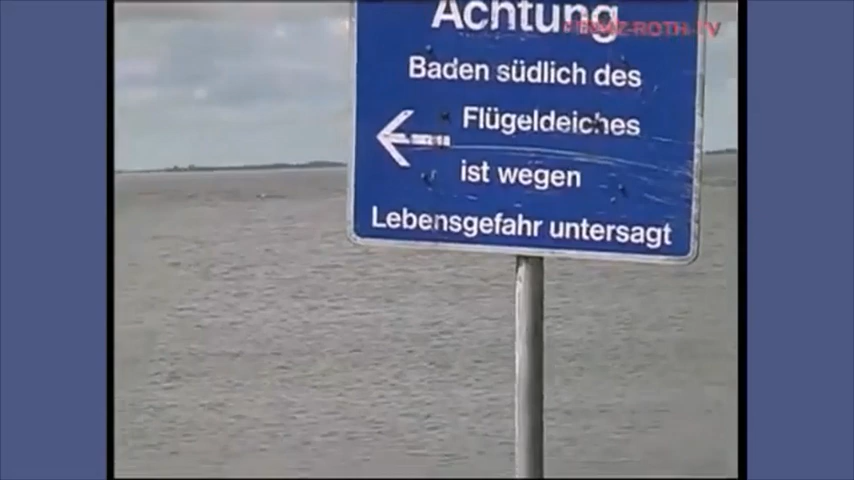 Achtung
Baden südlich des
Flügeldeiches
ist wegen
Lebensgefahr untersagt